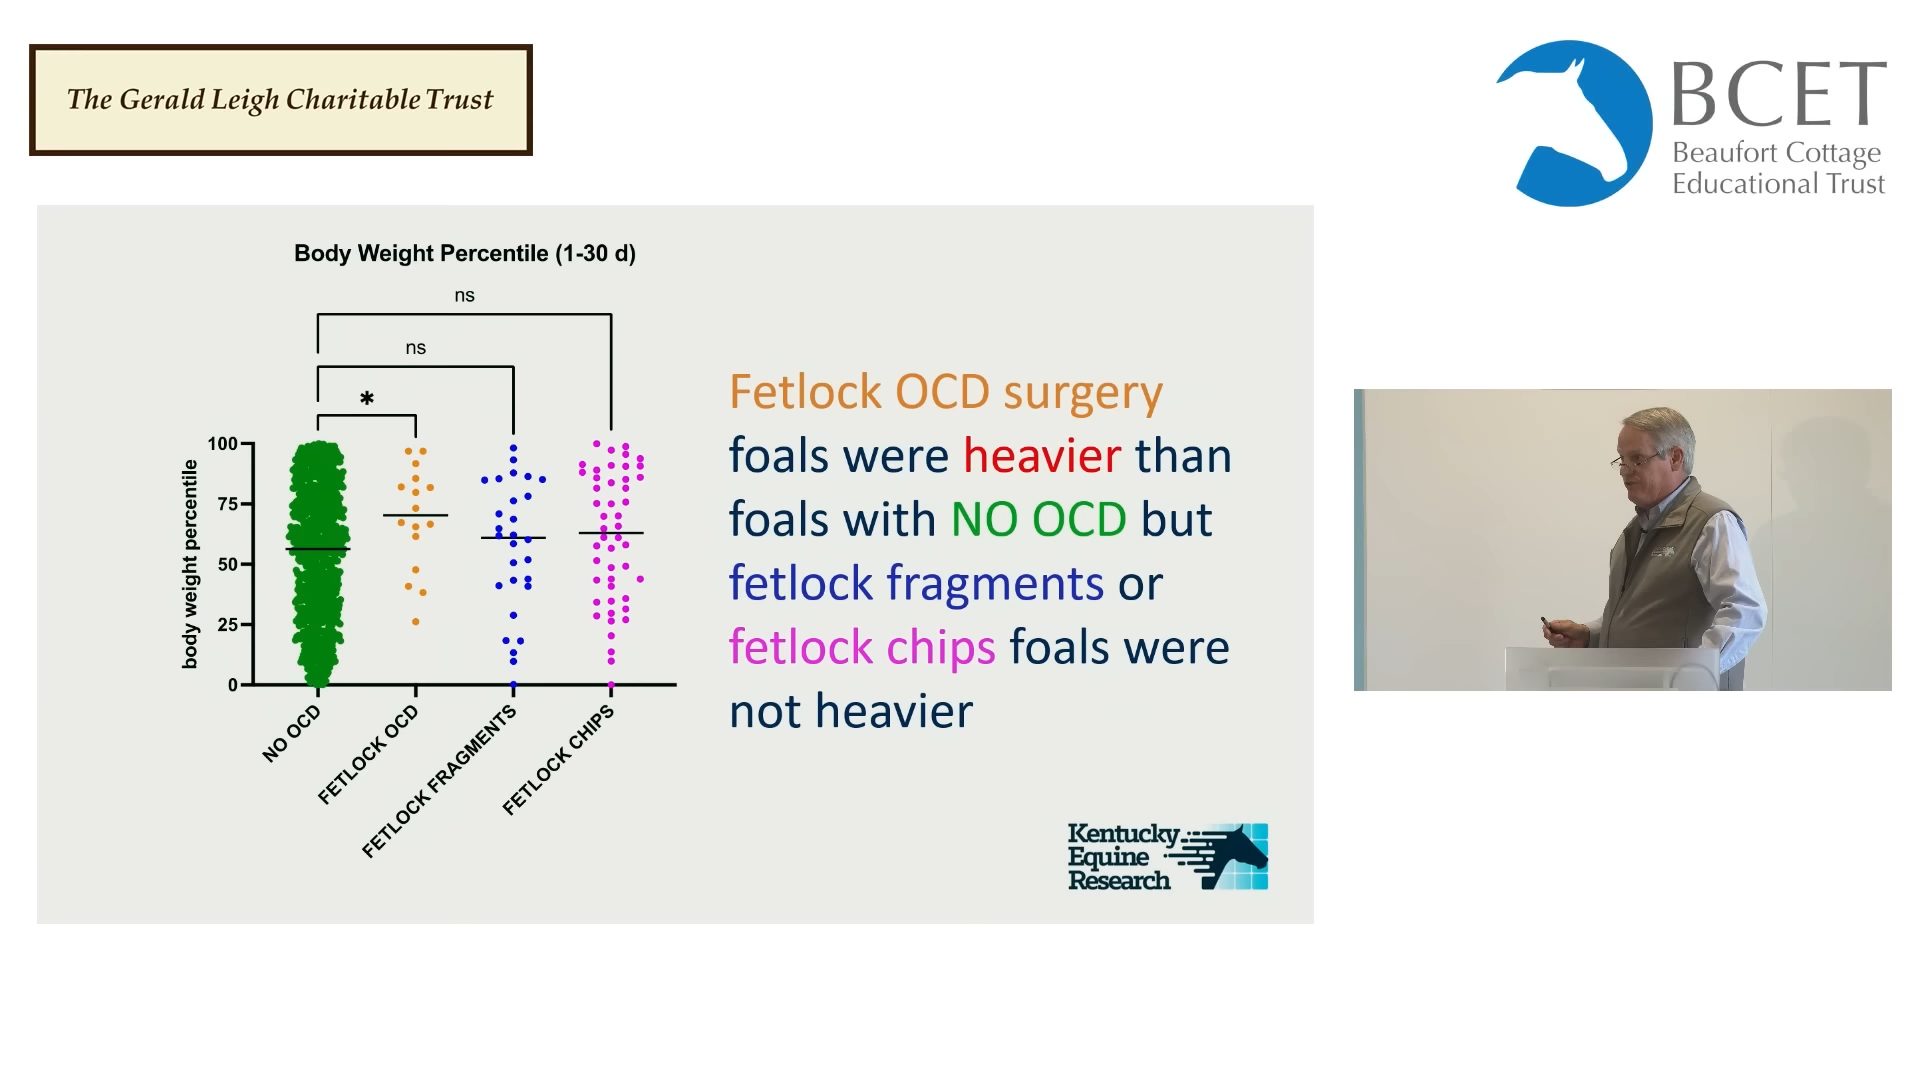 The Gerald Leigh Charitable Trust
BCET
Beaufort Cottage
Educational Trust
Body Weight Percentile (1-30 d)
ns
ns
*
body weight percentile
100
75
50
25
0
NO OCD
FETLOCK OCD
FETLOCK FRAGMENTS
FETLOCK CHIPS
Fetlock OCD surgery
foals were heavier than
foals with NO OCD but
fetlock fragments or
fetlock chips foals were
not heavier
Kentucky
Equine
Research